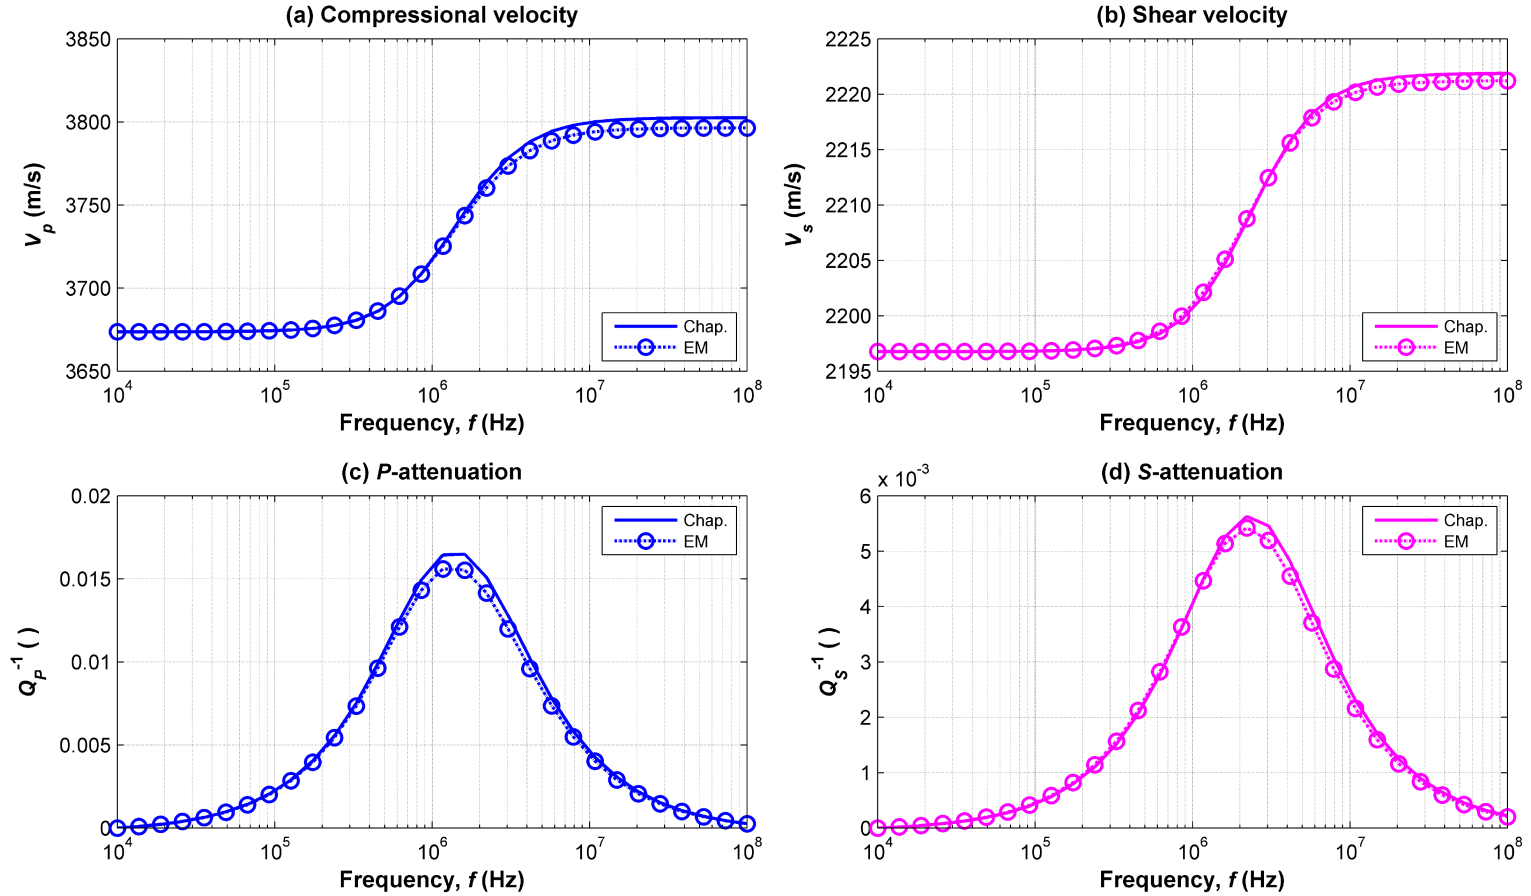 (a) Compressional velocity
3850
3800
3750
3700
3650
V_p (m/s)
Chap.
EM
10^4 10^5 10^6 10^7 10^8
Frequency, f (Hz)
(b) Shear velocity
2225
2220
2215
2210
2205
2200
2195
V_s (m/s)
Chap.
EM
10^4 10^5 10^6 10^7 10^8
Frequency, f (Hz)
(c) P-attenuation
0.02
0.015
0.01
0.005
0
Q_P^-1 ( )
Chap.
EM
10^4 10^5 10^6 10^7 10^8
Frequency, f (Hz)
(d) S-attenuation
x 10^-3
6
5
4
3
2
1
0
Q_S^-1 ( )
Chap.
EM
10^4 10^5 10^6 10^7 10^8
Frequency, f (Hz)